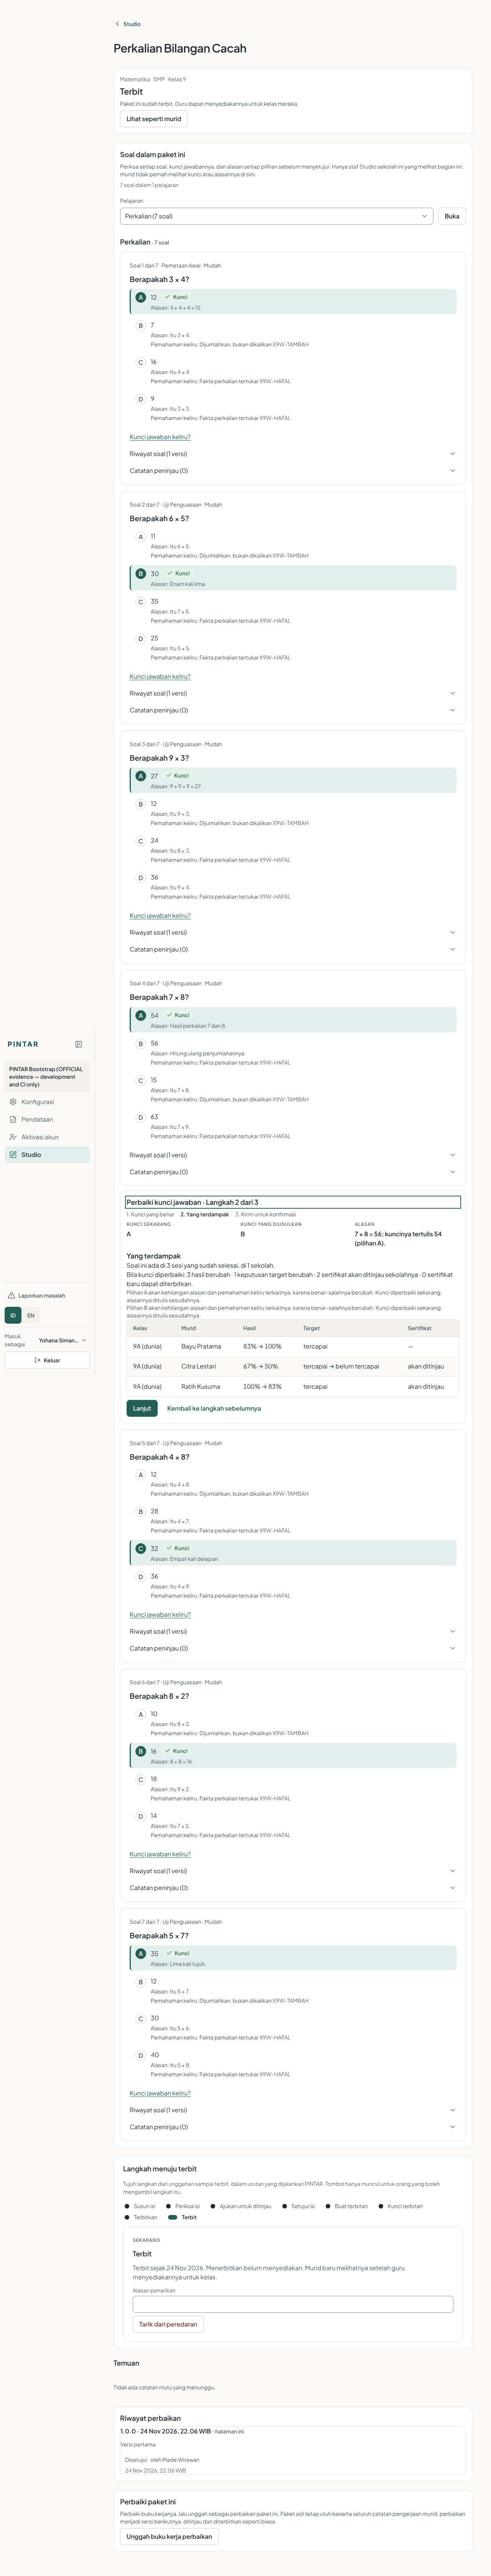 Studio
Perkalian Bilangan Cacah
Matematika · SMP · Kelas 9
Terbit
Paket ini sudah terbit. Guru dapat menyediakannya untuk kelas mereka.
Lihat seperti murid
Soal dalam paket ini
Periksa setiap soal, kunci jawabannya, dan alasan setiap pilihan sebelum menyetujui. Hanya staf Studio sekolah ini yang melihat bagian ini;
murid tidak pernah melihat kunci atau alasannya di sini.
7 soal dalam 1 pelajaran
Pelajaran
Perkalian (7 soal)
Buka
Perkalian · 7 soal
Soal 1 dari 7 · Pemetaan Awal · Mudah
Berapakah 3 × 4?
A 12 Kunci
Alasan: 4 + 4 + 4 = 12.
B 7
Alasan: Itu 3 + 4.
Pemahaman keliru: Dijumlahkan, bukan dikalikan X9W-TAMBAH
C 16
Alasan: Itu 4 × 4.
Pemahaman keliru: Fakta perkalian tertukar X9W-HAFAL
D 9
Alasan: Itu 3 × 3.
Pemahaman keliru: Fakta perkalian tertukar X9W-HAFAL
Kunci jawaban keliru?
Riwayat soal (1 versi)
Catatan peninjau (0)
Soal 2 dari 7 · Uji Penguasaan · Mudah
Berapakah 6 × 5?
A 11
Alasan: Itu 6 + 5.
Pemahaman keliru: Dijumlahkan, bukan dikalikan X9W-TAMBAH
B 30 Kunci
Alasan: Enam kali lima.
C 35
Alasan: Itu 7 × 5.
Pemahaman keliru: Fakta perkalian tertukar X9W-HAFAL
D 25
Alasan: Itu 5 × 5.
Pemahaman keliru: Fakta perkalian tertukar X9W-HAFAL
Kunci jawaban keliru?
Riwayat soal (1 versi)
Catatan peninjau (0)
Soal 3 dari 7 · Uji Penguasaan · Mudah
Berapakah 9 × 3?
A 27 Kunci
Alasan: 9 + 9 + 9 = 27.
B 12
Alasan: Itu 9 + 3.
Pemahaman keliru: Dijumlahkan, bukan dikalikan X9W-TAMBAH
C 24
Alasan: Itu 8 × 3.
Pemahaman keliru: Fakta perkalian tertukar X9W-HAFAL
D 36
Alasan: Itu 9 × 4.
Pemahaman keliru: Fakta perkalian tertukar X9W-HAFAL
Kunci jawaban keliru?
Riwayat soal (1 versi)
Catatan peninjau (0)
Soal 4 dari 7 · Uji Penguasaan · Mudah
Berapakah 7 × 8?
A 54 Kunci
Alasan: Hasil perkalian 7 dan 8.
B 56
Alasan: Hitung ulang penjumlahannya.
Pemahaman keliru: Fakta perkalian tertukar X9W-HAFAL
C 15
Alasan: Itu 7 + 8.
Pemahaman keliru: Dijumlahkan, bukan dikalikan X9W-TAMBAH
D 63
Alasan: Itu 7 × 9.
Pemahaman keliru: Fakta perkalian tertukar X9W-HAFAL
Riwayat soal (1 versi)
Catatan peninjau (0)
PINTAR
PINTAR Bootstrap (OFFICIAL
evidence — development
and CI only)
Konfigurasi
Pendataan
Aktivasi akun
Studio
Laporkan masalah
ID EN
Masuk
sebagai
Yohana Siman...
Keluar
Perbaiki kunci jawaban · Langkah 2 dari 3
1. Kunci yang benar 2. Yang terdampak 3. Kirim untuk konfirmasi
KUNCI SEKARANG KUNCI YANG DIUSULKAN ALASAN
A B 7 × 8 = 56; kuncinya tertulis 54
(pilihan A).
Yang terdampak
Soal ini ada di 3 sesi yang sudah selesai, di 1 sekolah.
Bila kunci diperbaiki: 3 hasil berubah · 1 keputusan target berubah · 2 sertifikat akan ditinjau sekolahnya · 0 sertifikat
baru dapat diterbitkan.
Pilihan A akan kehilangan alasan dan pemahaman keliru yang tertulis, karena benar-salahnya berubah. Kunci diperbaiki sekarang;
alasannya ditulis sesudahnya.
Pilihan B akan kehilangan alasan dan pemahaman keliru yang tertulis, karena benar-salahnya berubah. Kunci diperbaiki sekarang;
alasannya ditulis sesudahnya.
Kelas Murid Hasil Target Sertifikat
9A (dunia) Bayu Pratama 83% → 100% tercapai —
9A (dunia) Citra Lestari 67% → 50% tercapai → belum tercapai akan ditinjau
9A (dunia) Ratih Kusuma 100% → 83% tercapai akan ditinjau
Lanjut
Kembali ke langkah sebelumnya
Soal 5 dari 7 · Uji Penguasaan · Mudah
Berapakah 4 × 8?
A 12
Alasan: Itu 4 + 8.
Pemahaman keliru: Dijumlahkan, bukan dikalikan X9W-TAMBAH
B 28
Alasan: Itu 4 × 7.
Pemahaman keliru: Fakta perkalian tertukar X9W-HAFAL
C 32 Kunci
Alasan: Empat kali delapan.
D 36
Alasan: Itu 4 × 9.
Pemahaman keliru: Fakta perkalian tertukar X9W-HAFAL
Kunci jawaban keliru?
Riwayat soal (1 versi)
Catatan peninjau (0)
Soal 6 dari 7 · Uji Penguasaan · Mudah
Berapakah 8 × 2?
A 10
Alasan: Itu 8 + 2.
Pemahaman keliru: Dijumlahkan, bukan dikalikan X9W-TAMBAH
B 16 Kunci
Alasan: 8 + 8 = 16.
C 18
Alasan: Itu 9 × 2.
Pemahaman keliru: Fakta perkalian tertukar X9W-HAFAL
D 14
Alasan: Itu 7 × 2.
Pemahaman keliru: Fakta perkalian tertukar X9W-HAFAL
Kunci jawaban keliru?
Riwayat soal (1 versi)
Catatan peninjau (0)
Soal 7 dari 7 · Uji Penguasaan · Mudah
Berapakah 5 × 7?
A 35 Kunci
Alasan: Lima kali tujuh.
B 12
Alasan: Itu 5 + 7.
Pemahaman keliru: Dijumlahkan, bukan dikalikan X9W-TAMBAH
C 30
Alasan: Itu 5 × 6.
Pemahaman keliru: Fakta perkalian tertukar X9W-HAFAL
D 40
Alasan: Itu 5 × 8.
Pemahaman keliru: Fakta perkalian tertukar X9W-HAFAL
Kunci jawaban keliru?
Riwayat soal (1 versi)
Catatan peninjau (0)
Langkah menuju terbit
Tujuh langkah dari unggahan sampai terbitan, dalam urutan yang dijalankan PINTAR. Tombol hanya muncul untuk orang yang boleh
mengambil langkah itu.
Susun isi Periksa isi Ajukan untuk ditinjau Setujui isi Buat terbitan Kunci terbitan
Terbitkan Terbit
SEKARANG
Terbit
Terbit sejak 24 Nov 2026. Menerbitkan belum menyediakan. Murid baru melihatnya setelah guru
menyediakannya untuk kelas.
Alasan penarikan
Tarik dari peredaran
Temuan
Tidak ada catatan mutu yang menunggu.
Riwayat perbaikan
1.0.0 · 24 Nov 2026, 22.06 WIB · halaman ini
Versi pertama
Disetujui · oleh Made Wirawan
24 Nov 2026, 22.06 WIB
Perbaiki paket ini
Perbaiki buku kerjanya, lalu unggah sebagai perbaikan paket ini. Paket asli tetap utuh beserta seluruh catatan pengerjaan murid: perbaikan
menjadi versi berikutnya, ditinjau dan diterbitkan seperti biasa.
Unggah buku kerja perbaikan